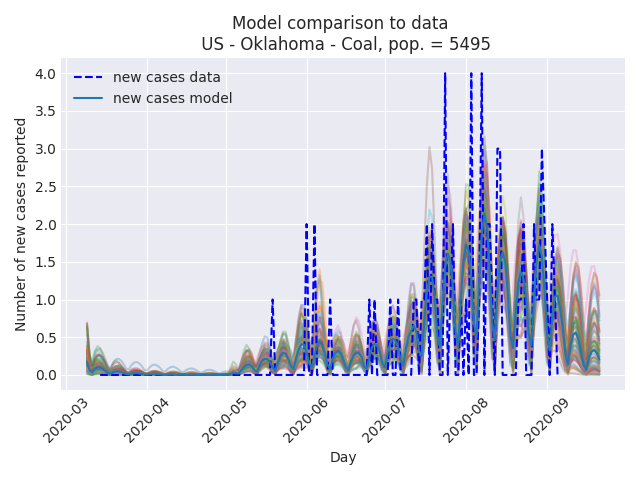 Model comparison to data
US - Oklahoma - Coal, pop. = 5495
new cases data
new cases model
Number of new cases reported
4.0
3.5
3.0
2.5
2.0
1.5
1.0
0.5
0.0
2020-03
2020-04
2020-05
2020-06
2020-07
2020-08
2020-09
Day